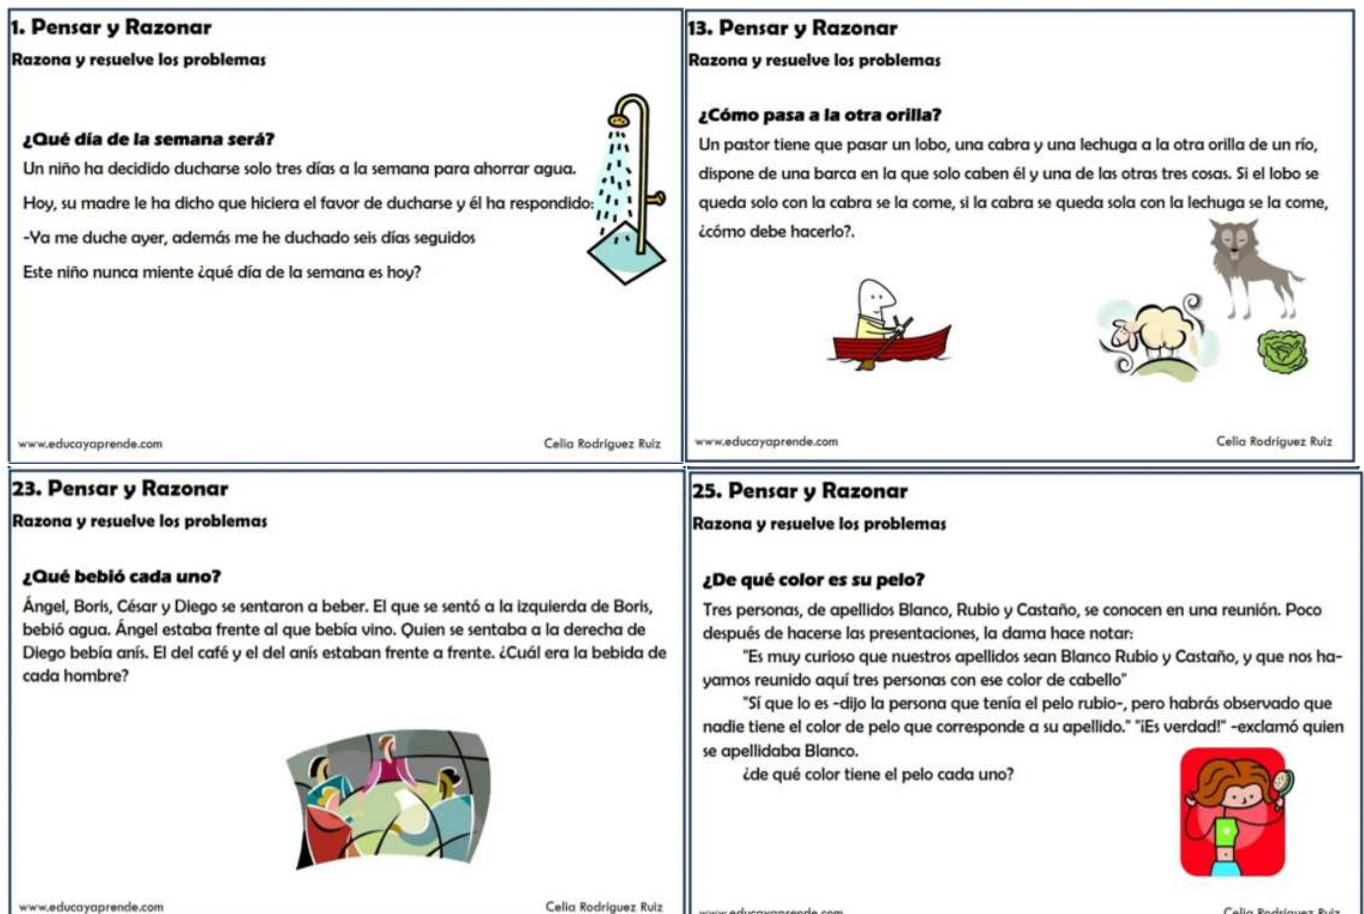 1. Pensar y Razonar
Razona y resuelve los problemas
¿Qué día de la semana será?
Un niño ha decidido ducharse solo tres días a la semana para ahorrar agua.
Hoy, su madre le ha dicho que hiciera el favor de ducharse y él ha respondido:
-Ya me duche ayer, además me he duchado seis días seguidos
Este niño nunca miente ¿qué día de la semana es hoy?
www.educayaprende.com
Celia Rodríguez Ruiz
13. Pensar y Razonar
Razona y resuelve los problemas
¿Cómo pasa a la otra orilla?
Un pastor tiene que pasar un lobo, una cabra y una lechuga a la otra orilla de un río,
dispone de una barca en la que solo caben él y una de las otras tres cosas. Si el lobo se
queda solo con la cabra se la come, si la cabra se queda sola con la lechuga se la come,
¿cómo debe hacerlo?.
www.educayaprende.com
Celia Rodríguez Ruiz
23. Pensar y Razonar
Razona y resuelve los problemas
¿Qué bebió cada uno?
Ángel, Boris, César y Diego se sentaron a beber. El que se sentó a la izquierda de Boris,
bebió agua. Ángel estaba frente al que bebía vino. Quien se sentaba a la derecha de
Diego bebía anís. El del café y el del anís estaban frente a frente. ¿Cuál era la bebida de
cada hombre?
www.educayaprende.com
Celia Rodríguez Ruiz
25. Pensar y Razonar
Razona y resuelve los problemas
¿De qué color es su pelo?
Tres personas, de apellidos Blanco, Rubio y Castaño, se conocen en una reunión. Poco
después de hacerse las presentaciones, la dama hace notar:
"Es muy curioso que nuestros apellidos sean Blanco Rubio y Castaño, y que nos ha-
yamos reunido aquí tres personas con ese color de cabello"
"Sí que lo es -dijo la persona que tenía el pelo rubio-, pero habrás observado que
nadie tiene el color de pelo que corresponde a su apellido." "¡Es verdad!" -exclamó quien
se apellidaba Blanco.
¿de qué color tiene el pelo cada uno?
www.educayaprende.com
Celia Rodríguez Ruiz